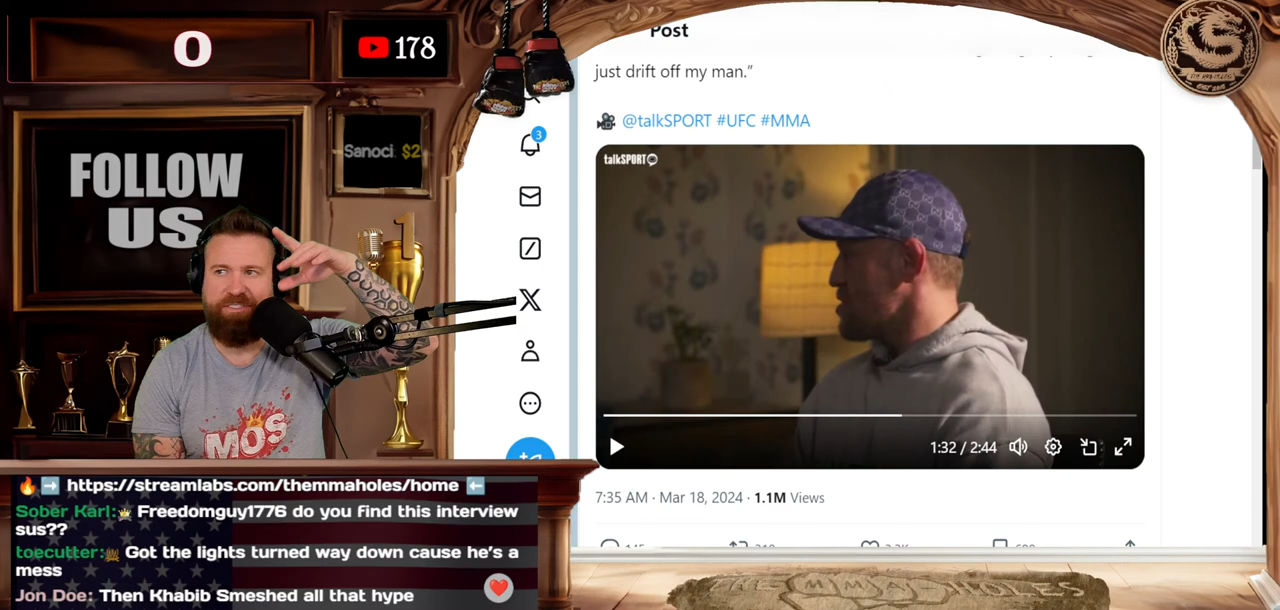 0
178
Sanoci: $2
FOLLOW
US
1
MOS
🔥➡️ https://streamlabs.com/themmaholes/home ⬅️
Sober Karl: Freedomguy1776 do you find this interview
sus??
toecutter: Got the lights turned way down cause he's a
mess
Jon Doe: Then Khabib Smeshed all that hype
Post
just drift off my man.”
🎥 @talkSPORT #UFC #MMA
3
talkSPORT
1:32 / 2:44
7:35 AM · Mar 18, 2024 · 1.1M Views
THE MMA-HOLES